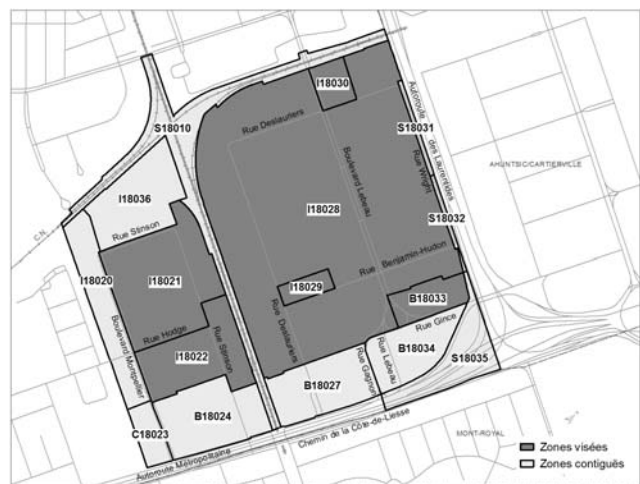 I18030
Autoroute des Laurentides
S18010
Rue Deslauriers
S18031
Boulevard Lebeau
Rue Wright
AHUNTSIC/CARTIERVILLE
I18036
I18028
S18032
C.N.
Rue Stinson
I18020
I18021
Rue Benjamin-Hudon
I18029
B18033
Boulevard Montpellier
Rue Hodge
Rue Stinson
Rue Deslauriers
Rue Gince
I18022
B18034
Rue Lebeau
Rue Gagnon
S18035
B18027
B18024
C18023
Chemin de la Côte-de-Liesse
Autoroute Métropolitaine
MONT-ROYAL
Zones visées
Zones contiguës